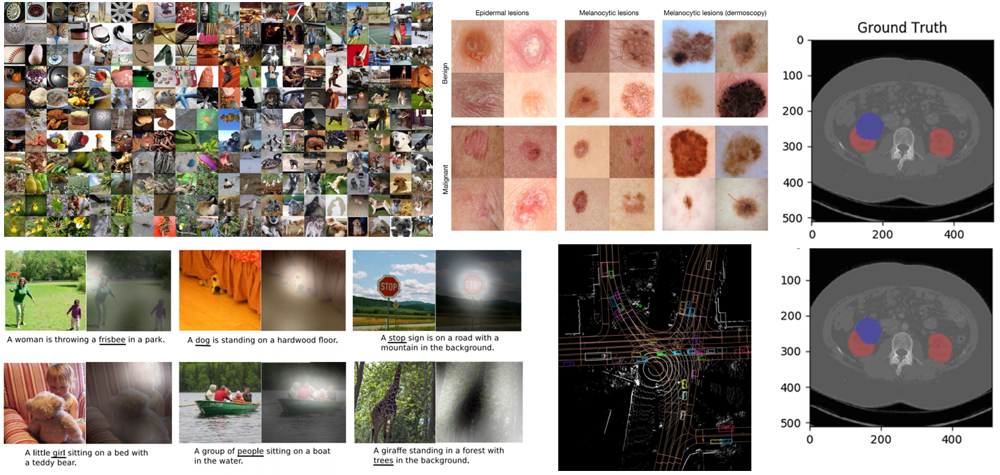 Epidermal lesions
Melanocytic lesions
Melanocytic lesions (dermoscopy)
Benign
Malignant
Ground Truth
0
100
200
300
400
500
0
200
400
A woman is throwing a frisbee in a park.
A dog is standing on a hardwood floor.
STOP
STOP
A stop sign is on a road with a
mountain in the background.
A little girl sitting on a bed with
a teddy bear.
A group of people sitting on a boat
in the water.
A giraffe standing in a forest with
trees in the background.
100
200
300
400
500
0
200
400